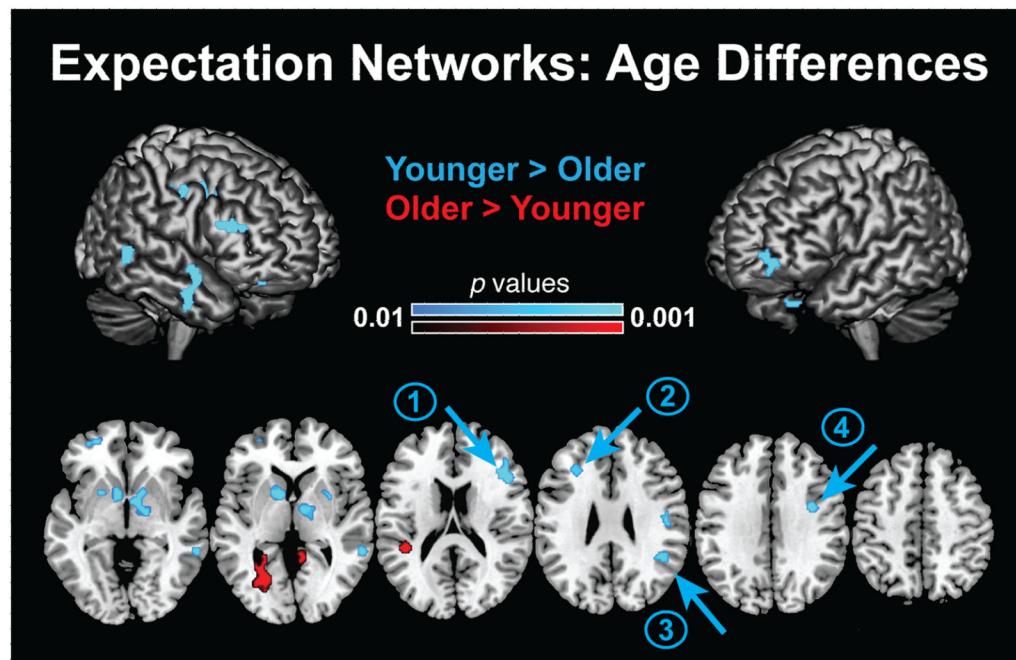 Expectation Networks: Age Differences
Younger > Older
Older > Younger
p values
0.01 0.001
① ② ④
③